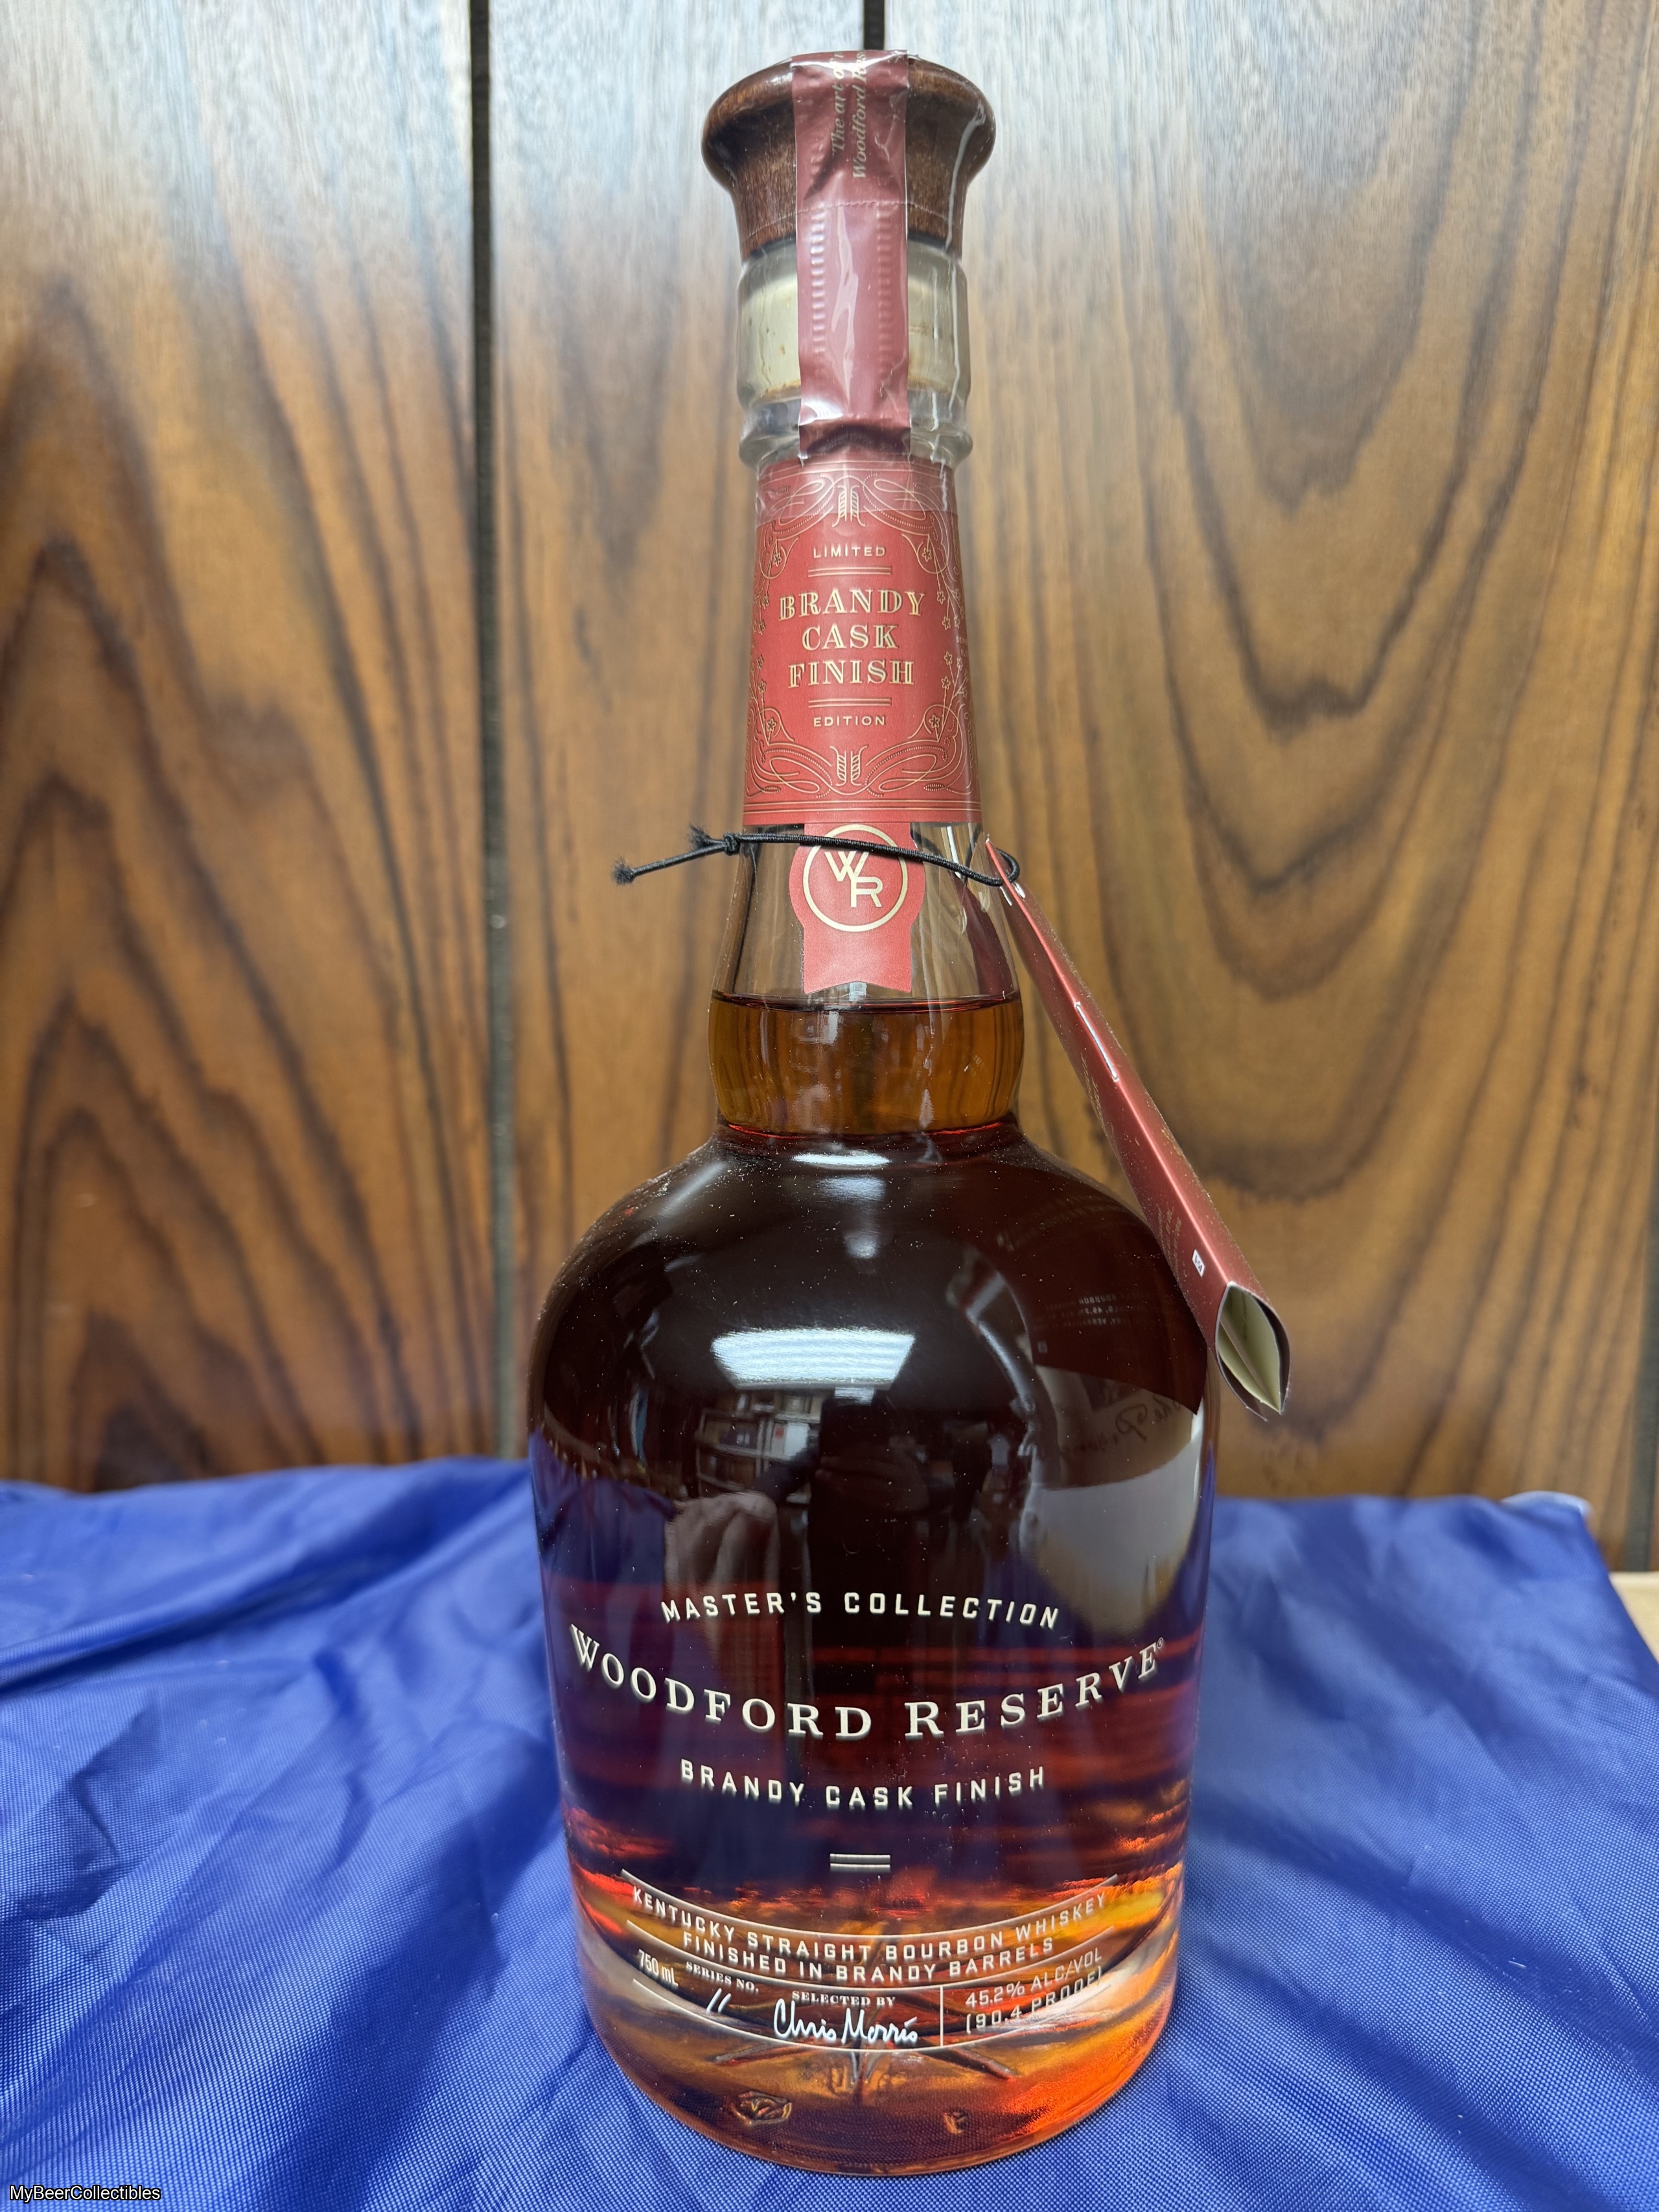 The art of
Woodford Res
LIMITED
BRANDY
CASK
FINISH
EDITION
WR
MASTER'S COLLECTION
WOODFORD RESERVE®
BRANDY CASK FINISH
KENTUCKY STRAIGHT BOURBON WHISKEY
FINISHED IN BRANDY BARRELS
750 mL
SERIES NO.
11
SELECTED BY
Chris Morris
45.2% ALC/VOL
(90.4 PROOF)
MyBeerCollectibles